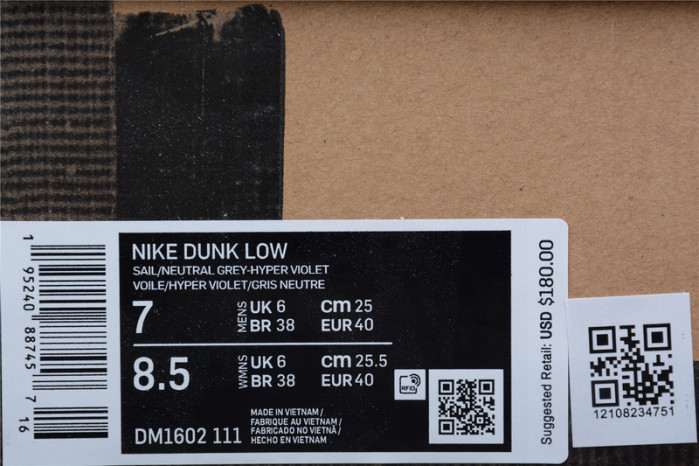 1 95240 88745 7 16
NIKE DUNK LOW
SAIL/NEUTRAL GREY-HYPER VIOLET
VOILE/HYPER VIOLET/GRIS NEUTRE
7 MENS UK 6 cm 25
BR 38 EUR 40
8.5 WMNS UK 6 cm 25.5
BR 38 EUR 40
RFID
DM1602 111
MADE IN VIETNAM /
FABRIQUE AU VIETNAM /
FABRICADO NO VIETNÃ /
HECHO EN VIETNAM
Suggested Retail: USD $180.00
12108234751